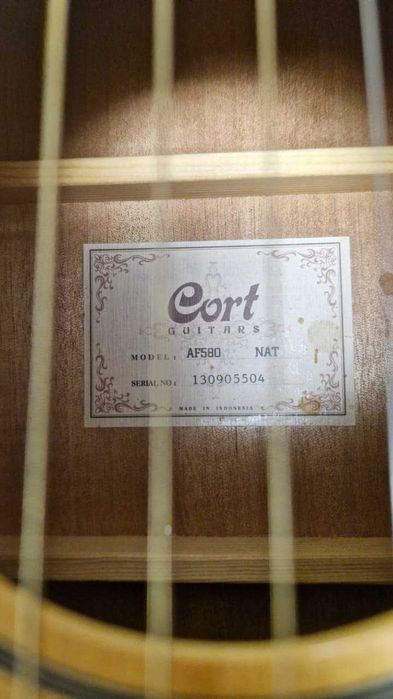 Cort
GUITARS
MODEL : AF580 NAT
SERIAL NO : 130905504
MADE IN INDONESIA